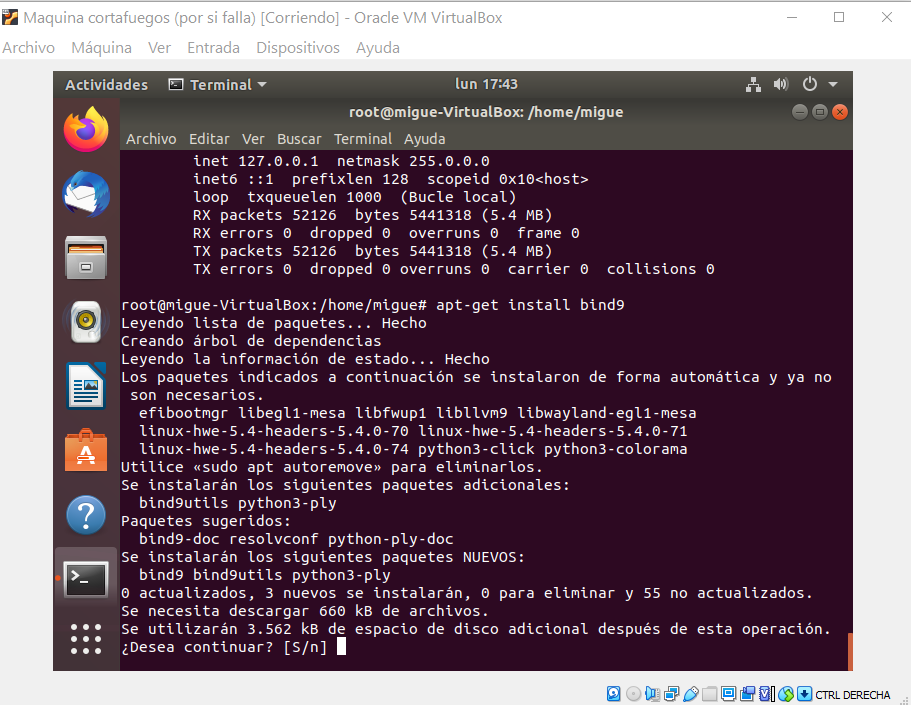 Maquina cortafuegos (por si falla) [Corriendo] - Oracle VM VirtualBox
Archivo Máquina Ver Entrada Dispositivos Ayuda
Actividades Terminal lun 17:43
root@migue-VirtualBox: /home/migue
Archivo Editar Ver Buscar Terminal Ayuda
inet 127.0.0.1 netmask 255.0.0.0
inet6 ::1 prefixlen 128 scopeid 0x10<host>
loop txqueuelen 1000 (Bucle local)
RX packets 52126 bytes 5441318 (5.4 MB)
RX errors 0 dropped 0 overruns 0 frame 0
TX packets 52126 bytes 5441318 (5.4 MB)
TX errors 0 dropped 0 overruns 0 carrier 0 collisions 0
root@migue-VirtualBox:/home/migue# apt-get install bind9
Leyendo lista de paquetes... Hecho
Creando árbol de dependencias
Leyendo la información de estado... Hecho
Los paquetes indicados a continuación se instalaron de forma automática y ya no
son necesarios.
efibootmgr libegl1-mesa libfwup1 libllvm9 libwayland-egl1-mesa
linux-hwe-5.4-headers-5.4.0-70 linux-hwe-5.4-headers-5.4.0-71
linux-hwe-5.4-headers-5.4.0-74 python3-click python3-colorama
Utilice «sudo apt autoremove» para eliminarlos.
Se instalarán los siguientes paquetes adicionales:
bind9utils python3-ply
Paquetes sugeridos:
bind9-doc resolvconf python-ply-doc
Se instalarán los siguientes paquetes NUEVOS:
bind9 bind9utils python3-ply
0 actualizados, 3 nuevos se instalarán, 0 para eliminar y 55 no actualizados.
Se necesita descargar 660 kB de archivos.
Se utilizarán 3.562 kB de espacio de disco adicional después de esta operación.
¿Desea continuar? [S/n]
CTRL DERECHA